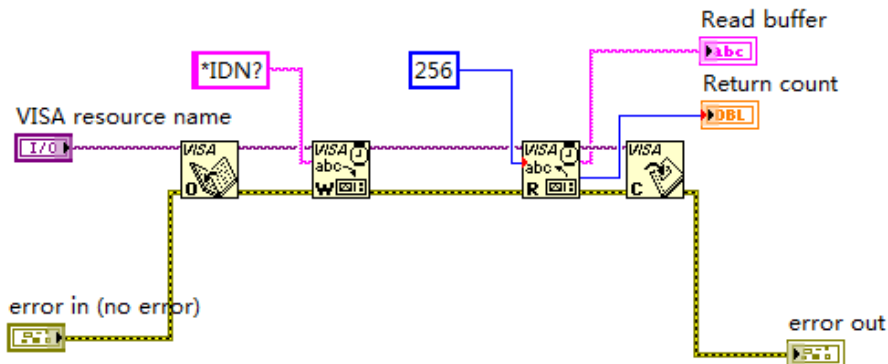 Read buffer
abc
*IDN?
256
Return count
DBL
VISA resource name
I/O
VISA
O
VISA
abc
W
VISA
abc
R
VISA
C
error in (no error)
error out